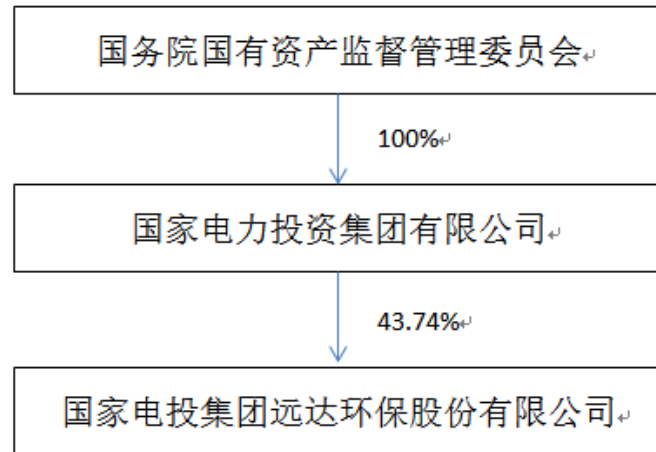 国务院国有资产监督管理委员会
100%
国家电力投资集团有限公司
43.74%
国家电投集团远达环保股份有限公司